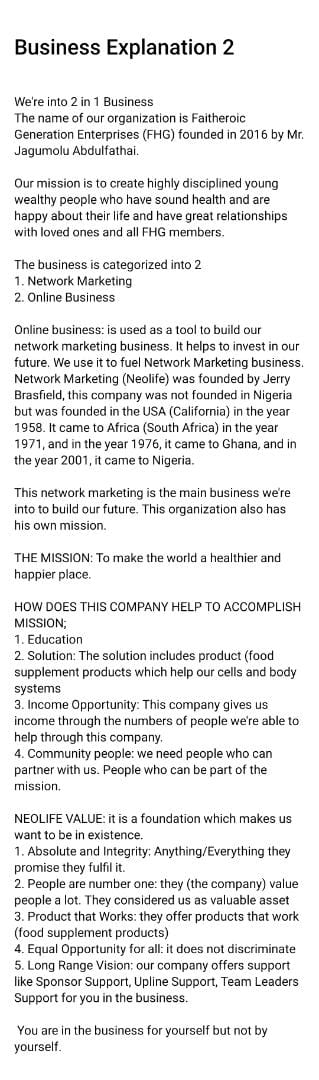 Business Explanation 2
We're into 2 in 1 Business
The name of our organization is Faitheroic
Generation Enterprises (FHG) founded in 2016 by Mr.
Jagumolu Abdulfathai.
Our mission is to create highly disciplined young
wealthy people who have sound health and are
happy about their life and have great relationships
with loved ones and all FHG members.
The business is categorized into 2
1. Network Marketing
2. Online Business
Online business: is used as a tool to build our
network marketing business. It helps to invest in our
future. We use it to fuel Network Marketing business.
Network Marketing (Neolife) was founded by Jerry
Brasfield, this company was not founded in Nigeria
but was founded in the USA (California) in the year
1958. It came to Africa (South Africa) in the year
1971, and in the year 1976, it came to Ghana, and in
the year 2001, it came to Nigeria.
This network marketing is the main business we're
into to build our future. This organization also has
his own mission.
THE MISSION: To make the world a healthier and
happier place.
HOW DOES THIS COMPANY HELP TO ACCOMPLISH
MISSION;
1. Education
2. Solution: The solution includes product (food
supplement products which help our cells and body
systems
3. Income Opportunity: This company gives us
income through the numbers of people we're able to
help through this company.
4. Community people: we need people who can
partner with us. People who can be part of the
mission.
NEOLIFE VALUE: it is a foundation which makes us
want to be in existence.
1. Absolute and Integrity: Anything/Everything they
promise they fulfil it.
2. People are number one: they (the company) value
people a lot. They considered us as valuable asset
3. Product that Works: they offer products that work
(food supplement products)
4. Equal Opportunity for all: it does not discriminate
5. Long Range Vision: our company offers support
like Sponsor Support, Upline Support, Team Leaders
Support for you in the business.
You are in the business for yourself but not by
yourself.